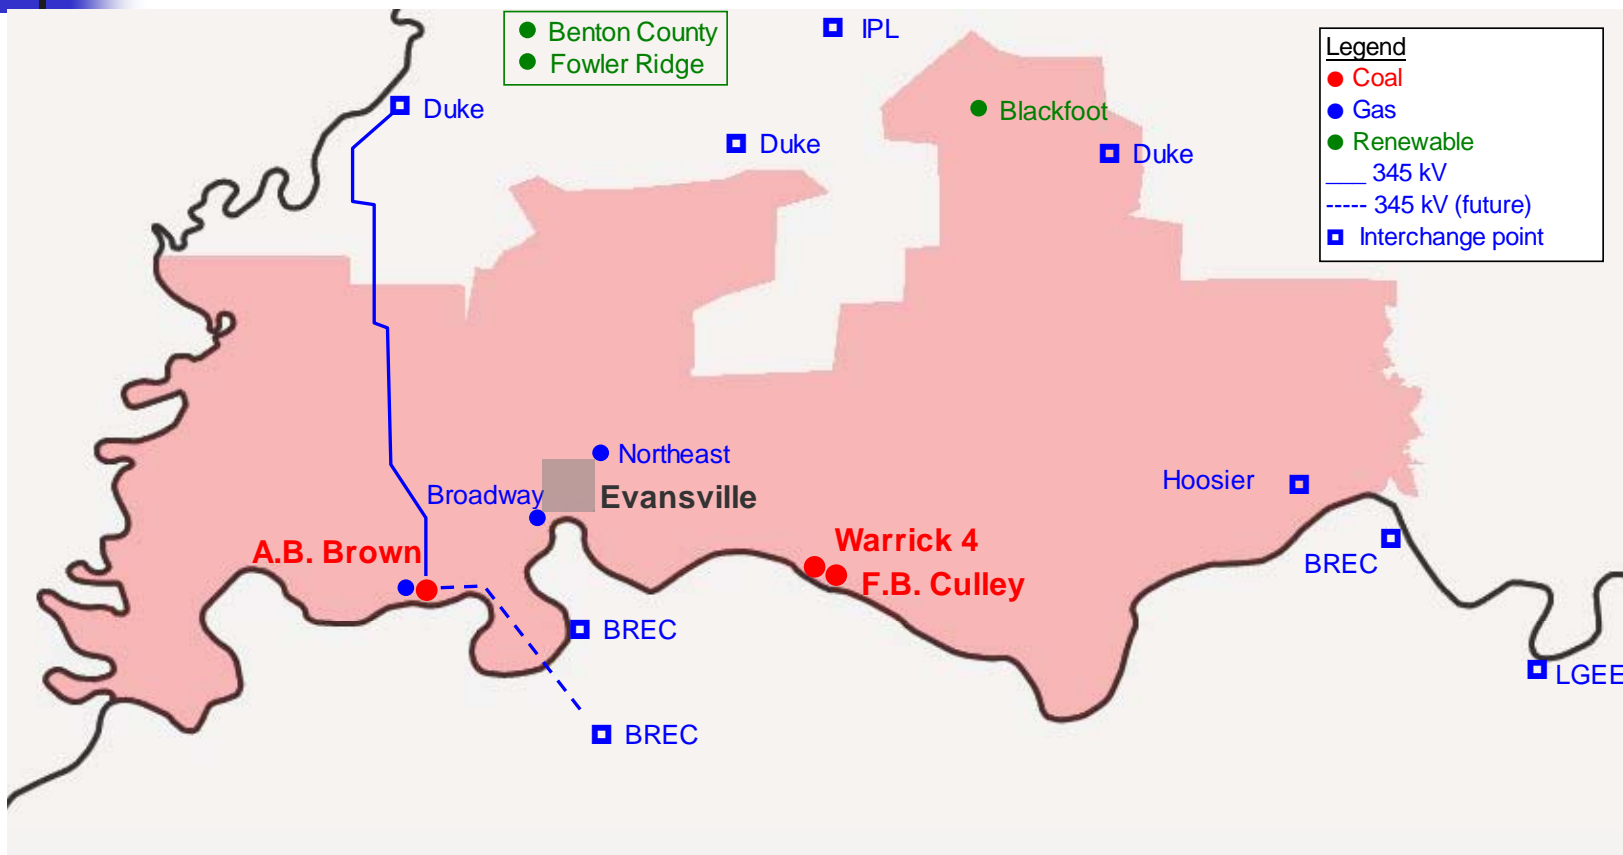 Benton County
Fowler Ridge
IPL
Legend
Coal
Gas
Renewable
345 kV
345 kV (future)
Interchange point
Duke
Duke
Blackfoot
Duke
Northeast
Broadway
Evansville
Hoosier
A.B. Brown
Warrick 4
F.B. Culley
BREC
BREC
LGEE
BREC